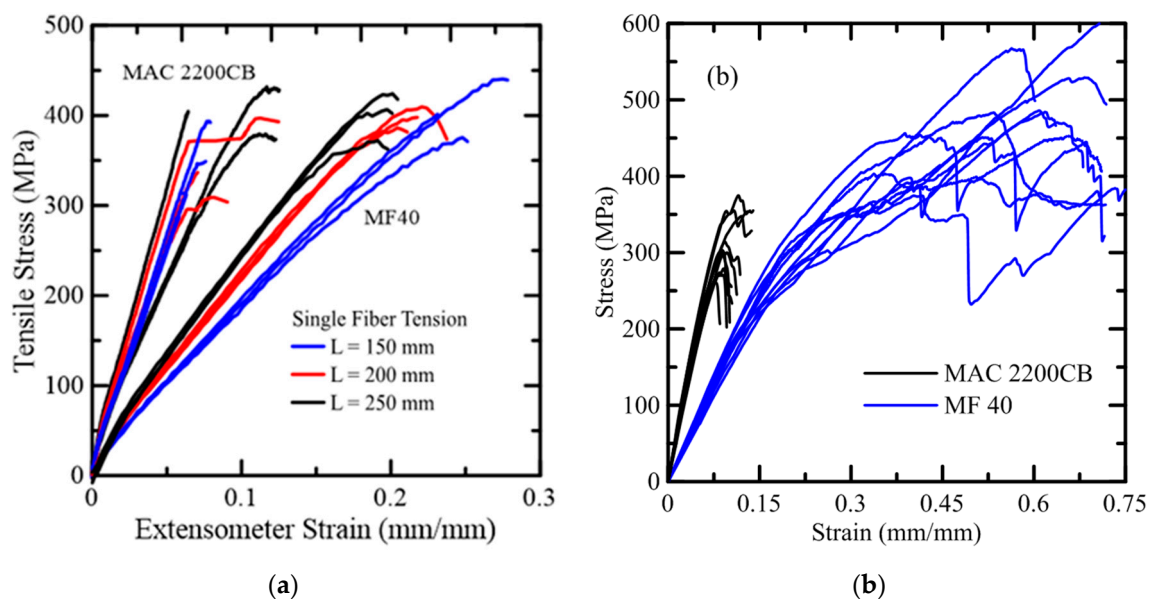 500
400
300
200
100
0
Tensile Stress (MPa)
MAC 2200CB
MF40
Single Fiber Tension
L = 150 mm
L = 200 mm
L = 250 mm
0 0.1 0.2 0.3
Extensometer Strain (mm/mm)
(a)
600
500
400
300
200
100
0
Stress (MPa)
(b)
MAC 2200CB
MF 40
0 0.15 0.3 0.45 0.6 0.75
Strain (mm/mm)
(b)